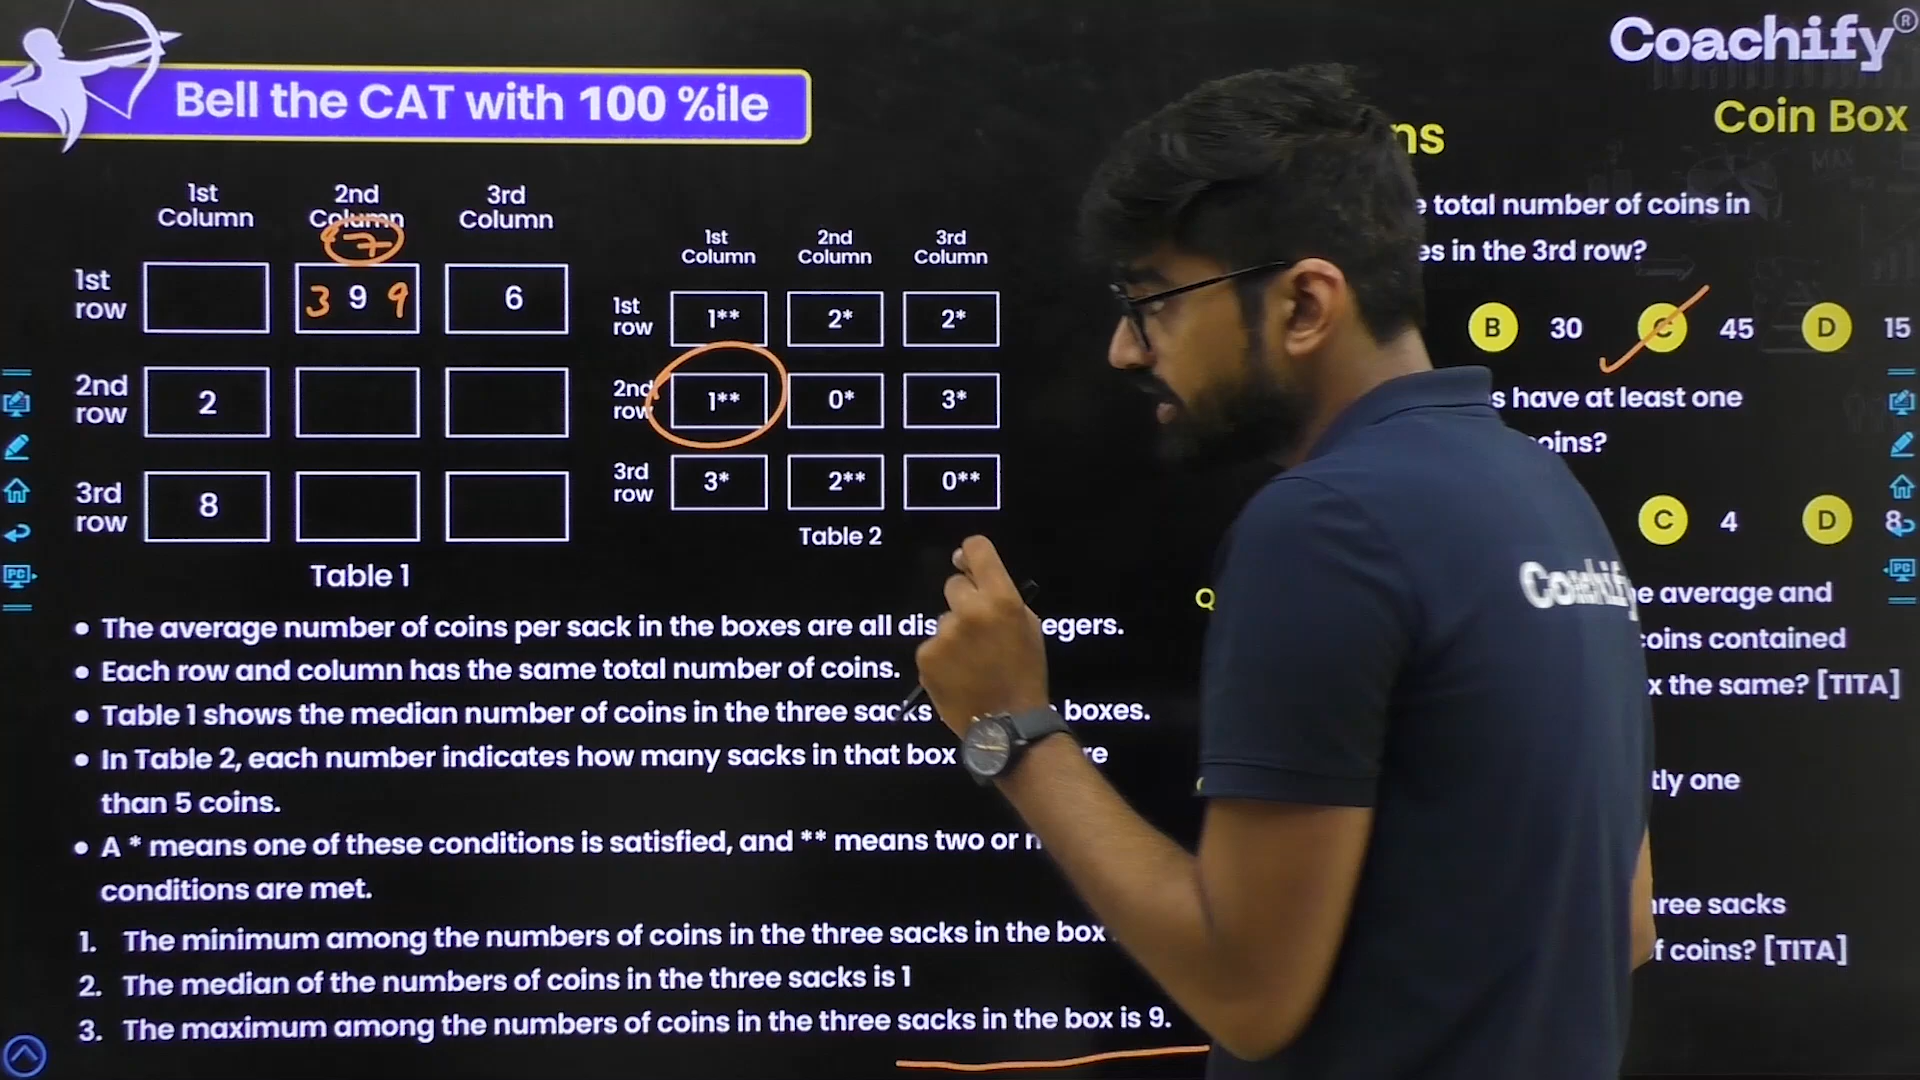 Coachify®
Bell the CAT with 100 %ile
Coin Box
ns
1st Column 2nd Column 3rd Column
7
1st row 3 9 9 6
2nd row 2
3rd row 8
Table 1
1st Column 2nd Column 3rd Column
1st row 1** 2* 2*
2nd row 1** 0* 3*
3rd row 3* 2** 0**
Table 2
• The average number of coins per sack in the boxes are all dis egers.
• Each row and column has the same total number of coins.
• Table 1 shows the median number of coins in the three sacks boxes.
• In Table 2, each number indicates how many sacks in that box re
than 5 coins.
• A * means one of these conditions is satisfied, and ** means two or
conditions are met.
1. The minimum among the numbers of coins in the three sacks in the box
2. The median of the numbers of coins in the three sacks is 1
3. The maximum among the numbers of coins in the three sacks in the box is 9.
e total number of coins in
es in the 3rd row?
B 30 C 45 D 15
s have at least one
oins?
C 4 D 8
Q
e average and
coins contained
x the same? [TITA]
tly one
hree sacks
f coins? [TITA]
Coachify
PC
PC